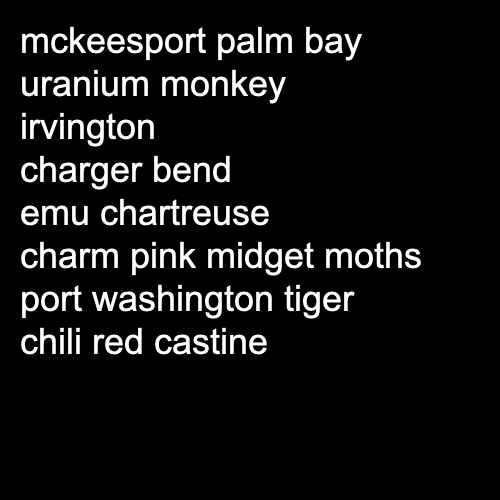 mckeesport palm bay
uranium monkey
irvington
charger bend
emu chartreuse
charm pink midget moths
port washington tiger
chili red castine